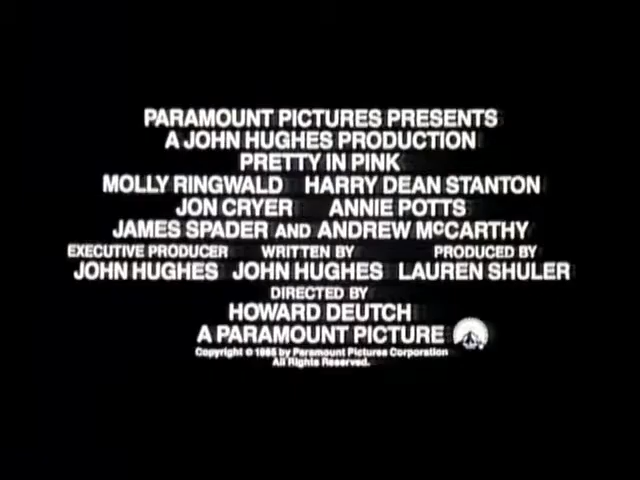 PARAMOUNT PICTURES PRESENTS
A JOHN HUGHES PRODUCTION
PRETTY IN PINK
MOLLY RINGWALD HARRY DEAN STANTON
JON CRYER ANNIE POTTS
JAMES SPADER AND ANDREW McCARTHY
EXECUTIVE PRODUCER WRITTEN BY PRODUCED BY
JOHN HUGHES JOHN HUGHES LAUREN SHULER
DIRECTED BY
HOWARD DEUTCH
A PARAMOUNT PICTURE
Copyright © 1985 by Paramount Pictures Corporation
All Rights Reserved.